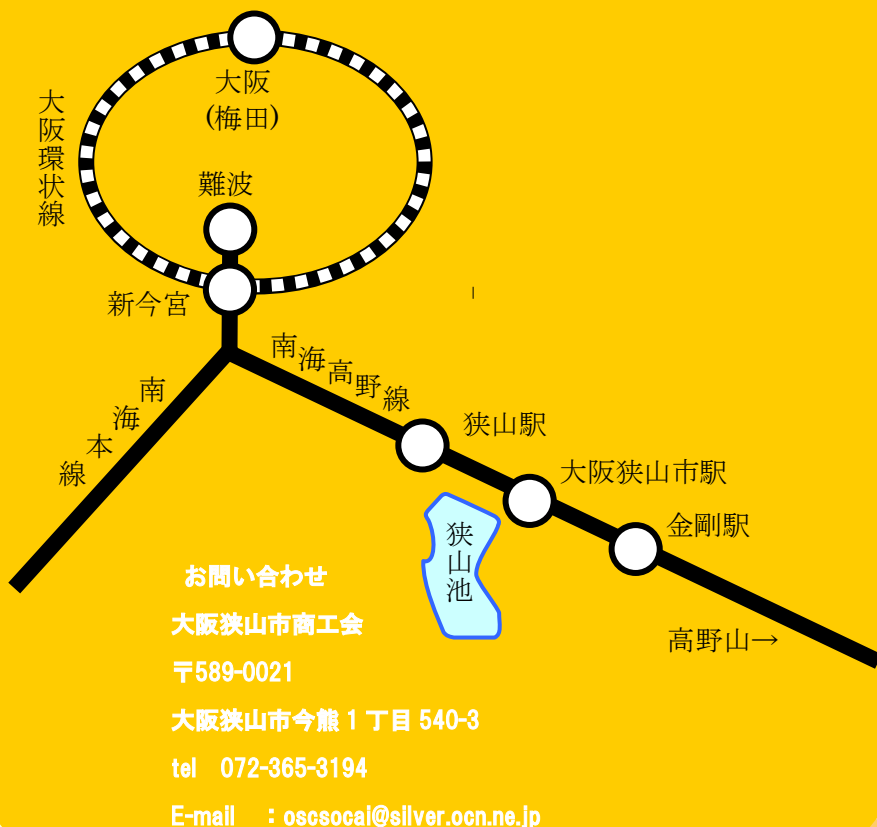 大阪
(梅田)
大阪環状線
難波
新今宮
南海高野線
南海本線
狭山駅
大阪狭山市駅
金剛駅
狭山池
高野山→
お問い合わせ
大阪狭山市商工会
〒589-0021
大阪狭山市今熊 1 丁目 540-3
tel　072-365-3194
E-mail　：oscsocai@silver.ocn.ne.jp